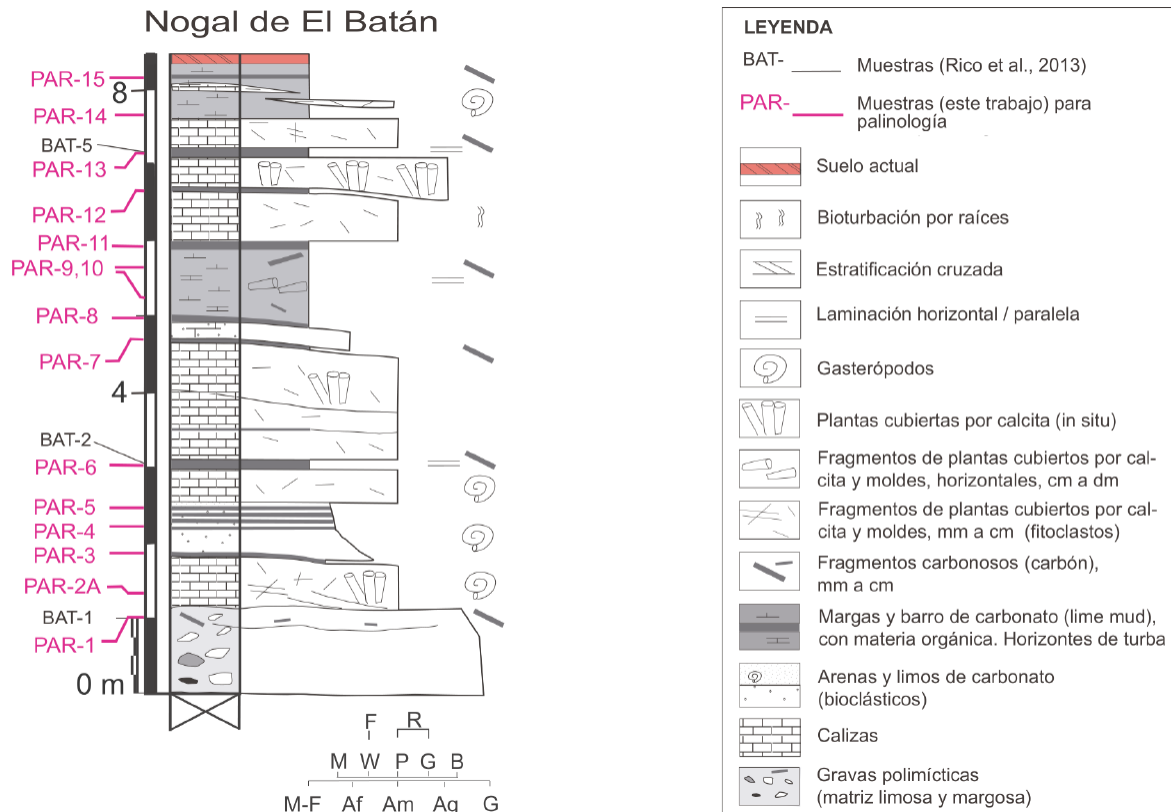 Nogal de El Batán
PAR-15
8
PAR-14
BAT-5
PAR-13
PAR-12
PAR-11
PAR-9,10
PAR-8
PAR-7
4
BAT-2
PAR-6
PAR-5
PAR-4
PAR-3
PAR-2A
BAT-1
PAR-1
0 m
F R
M W P G B
M-F Af Am Ag G
LEYENDA
BAT- Muestras (Rico et al., 2013)
PAR- Muestras (este trabajo) para
palinología
Suelo actual
Bioturbación por raíces
Estratificación cruzada
Laminación horizontal / paralela
Gasterópodos
Plantas cubiertas por calcita (in situ)
Fragmentos de plantas cubiertos por cal-
cita y moldes, horizontales, cm a dm
Fragmentos de plantas cubiertos por cal-
cita y moldes, mm a cm (fitoclastos)
Fragmentos carbonosos (carbón),
mm a cm
Margas y barro de carbonato (lime mud),
con materia orgánica. Horizontes de turba
Arenas y limos de carbonato
(bioclásticos)
Calizas
Gravas polimícticas
(matriz limosa y margosa)